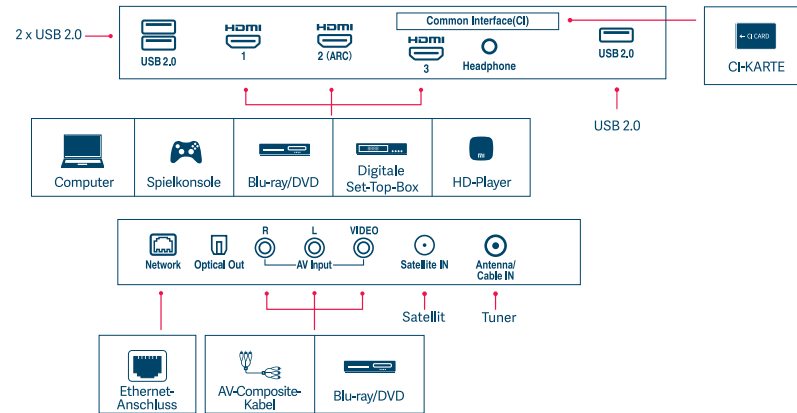 2 x USB 2.0
USB 2.0
HDMI
1
HDMI
2 (ARC)
Common Interface(CI)
HDMI
3
Headphone
USB 2.0
← CI CARD
CI-KARTE
USB 2.0
Computer
Spielkonsole
Blu-ray/DVD
Digitale
Set-Top-Box
m
HD-Player
Network
Optical Out
R
L
VIDEO
AV Input
Satellite IN
Antenna/
Cable IN
Satellit
Tuner
Ethernet-
Anschluss
AV-Composite-
Kabel
Blu-ray/DVD